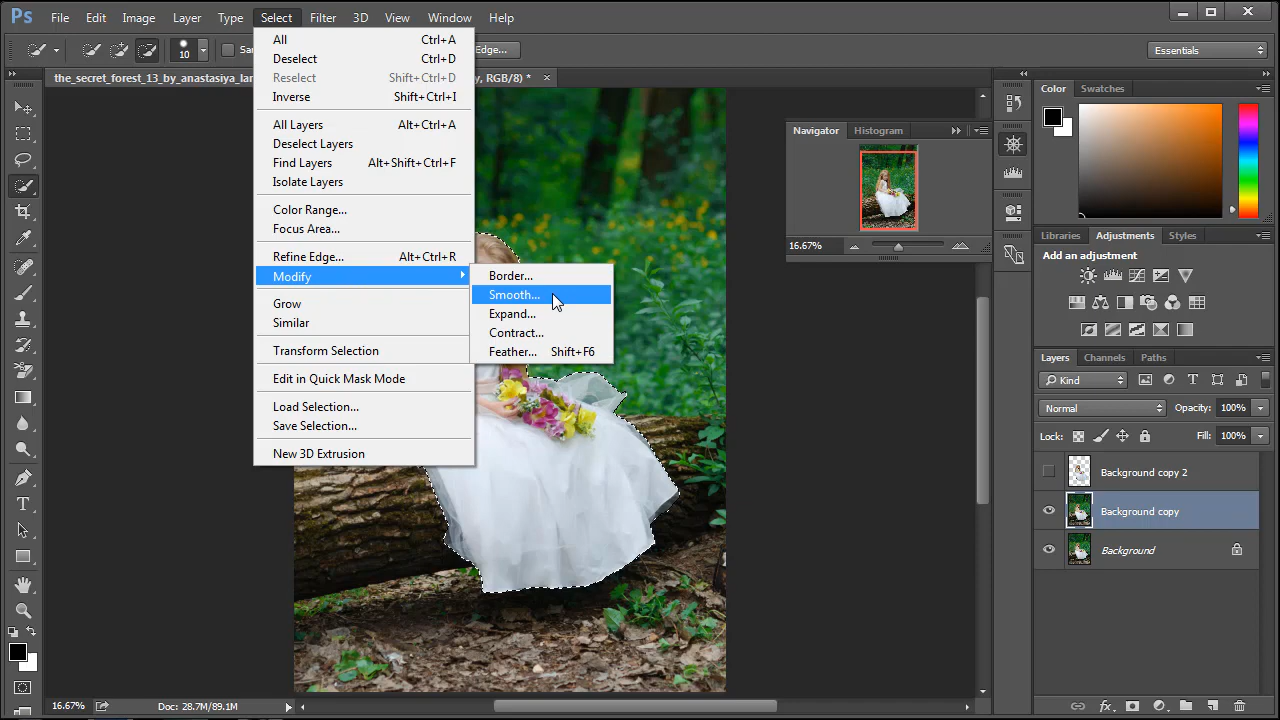 Ps File Edit Image Layer Type Select Filter 3D View Window Help
10 Sa Edge... Essentials
the_secret_forest_13_by_anastasiya_lar y, RGB/8) * ×
All Ctrl+A
Deselect Ctrl+D
Reselect Shift+Ctrl+D
Inverse Shift+Ctrl+I
All Layers Alt+Ctrl+A
Deselect Layers
Find Layers Alt+Shift+Ctrl+F
Isolate Layers
Color Range...
Focus Area...
Refine Edge... Alt+Ctrl+R
Modify
Grow
Similar
Transform Selection
Edit in Quick Mask Mode
Load Selection...
Save Selection...
New 3D Extrusion
Border...
Smooth...
Expand...
Contract...
Feather... Shift+F6
Navigator Histogram
16.67%
Color Swatches
Libraries Adjustments Styles
Add an adjustment
Layers Channels Paths
Kind
Normal Opacity: 100%
Lock: Fill: 100%
Background copy 2
Background copy
Background
16.67% Doc: 28.7M/89.1M